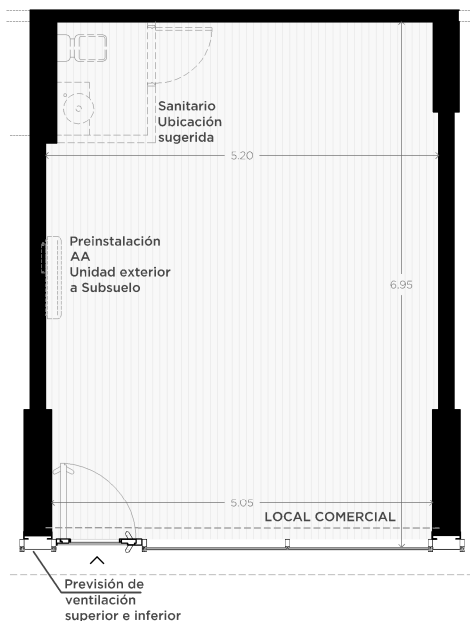 Sanitario
Ubicación
sugerida
5.20
Preinstalación
AA
Unidad exterior
a Subsuelo
6.95
5.05
LOCAL COMERCIAL
Previsión de
ventilación
superior e inferior